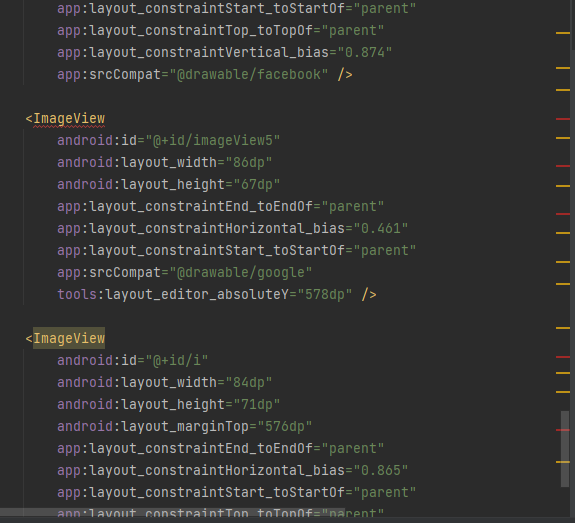 app:layout_constraintStart_toStartOf="parent"
app:layout_constraintTop_toTopOf="parent"
app:layout_constraintVertical_bias="0.874"
app:srcCompat="@drawable/facebook" />
<ImageView
android:id="@+id/imageView5"
android:layout_width="86dp"
android:layout_height="67dp"
app:layout_constraintEnd_toEndOf="parent"
app:layout_constraintHorizontal_bias="0.461"
app:layout_constraintStart_toStartOf="parent"
app:srcCompat="@drawable/google"
tools:layout_editor_absoluteY="578dp" />
<ImageView
android:id="@+id/i"
android:layout_width="84dp"
android:layout_height="71dp"
android:layout_marginTop="576dp"
app:layout_constraintEnd_toEndOf="parent"
app:layout_constraintHorizontal_bias="0.865"
app:layout_constraintStart_toStartOf="parent"
app:layout_constraintTop_toTopOf="parent"